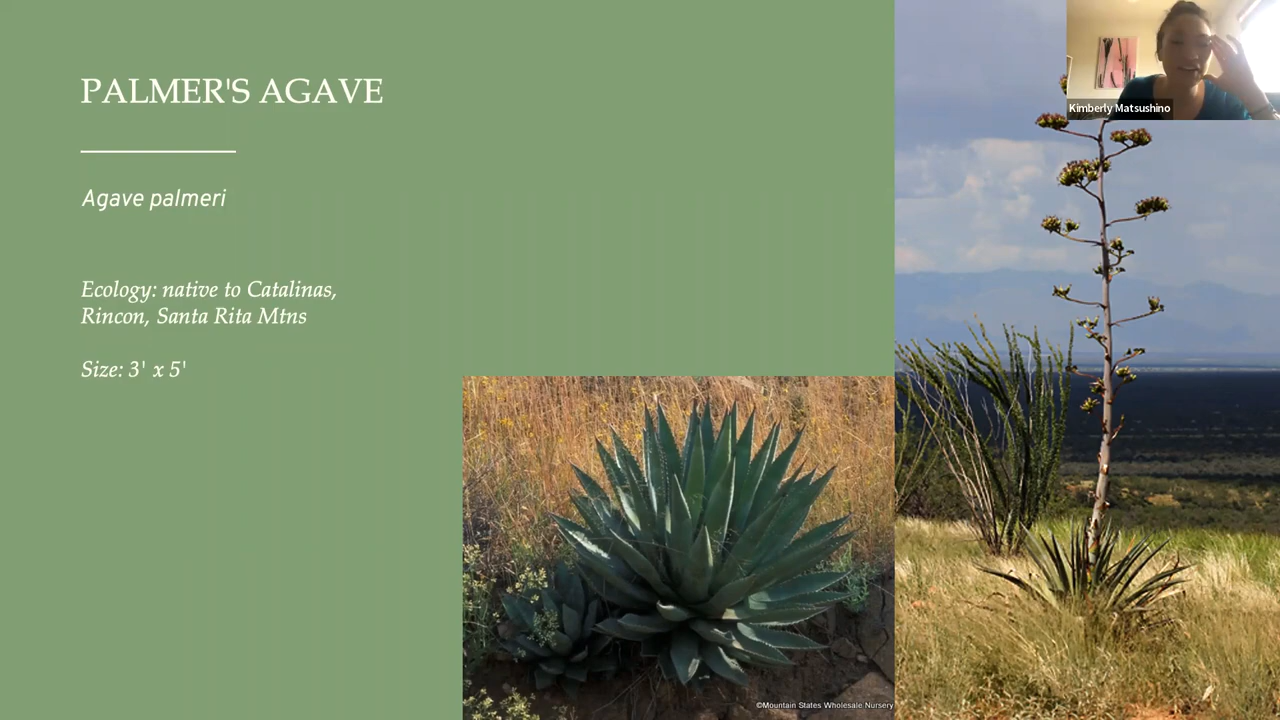 PALMER'S AGAVE
Agave palmeri
Ecology: native to Catalinas,
Rincon, Santa Rita Mtns
Size: 3' x 5'
©Mountain States Wholesale Nursery
Kimberly Matsushino